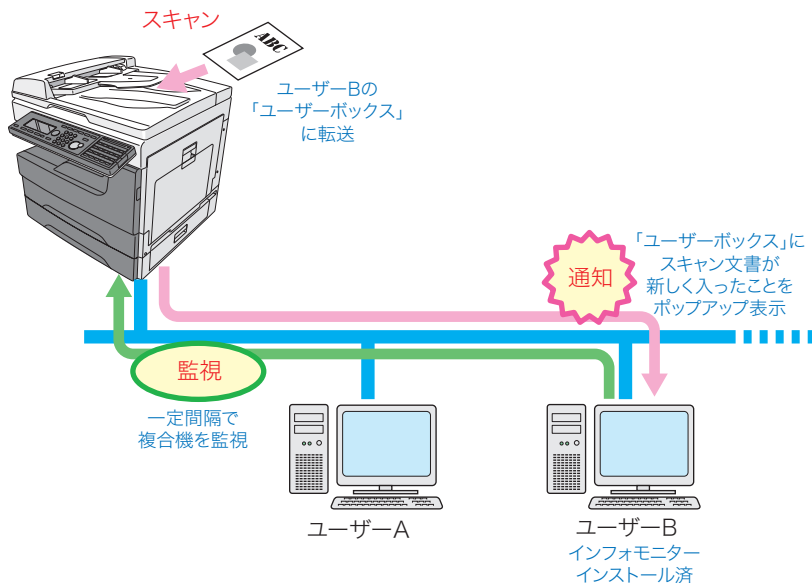 スキャン
ABC
ユーザーBの
「ユーザーボックス」
に転送
通知
「ユーザーボックス」に
スキャン文書が
新しく入ったことを
ポップアップ表示
監視
一定間隔で
複合機を監視
ユーザーA
ユーザーB
インフォモニター
インストール済